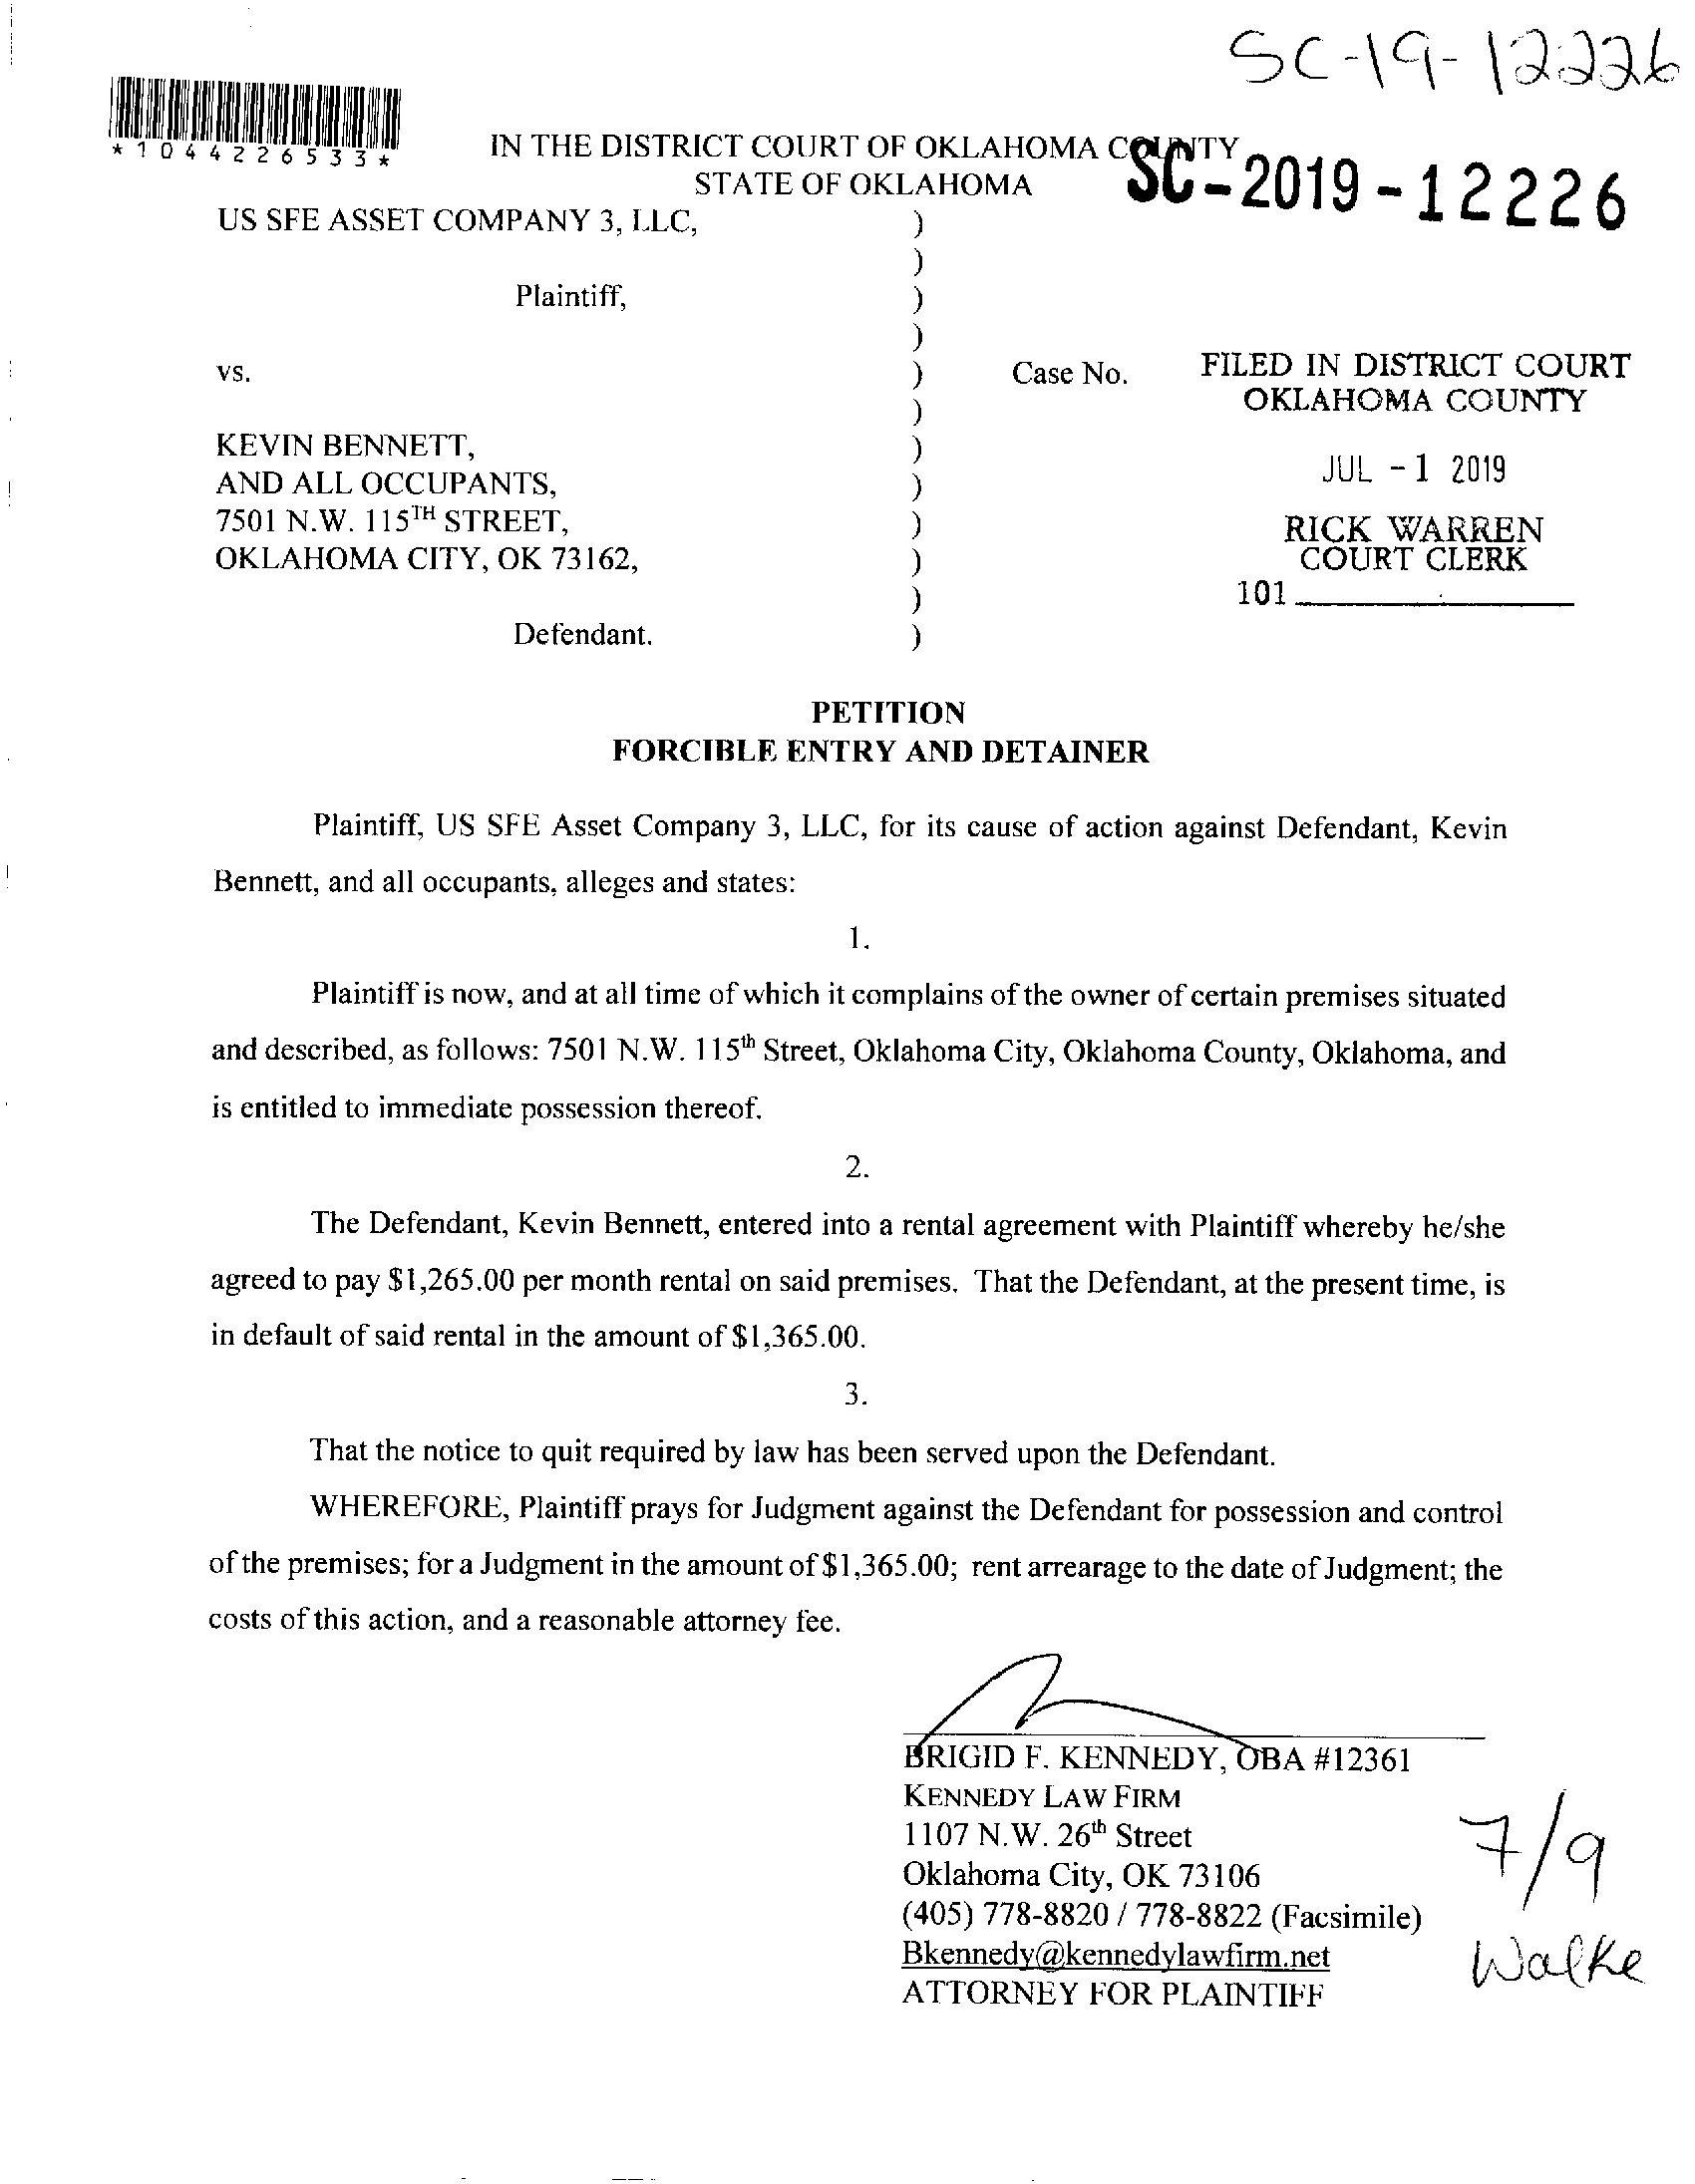 SC-19-12226
*1044226533*
IN THE DISTRICT COURT OF OKLAHOMA COUNTY
STATE OF OKLAHOMA
SC-2019-12226
US SFE ASSET COMPANY 3, LLC, )
)
Plaintiff, )
)
vs. ) Case No.
FILED IN DISTRICT COURT
OKLAHOMA COUNTY
JUL -1 2019
RICK WARREN
COURT CLERK
101
)
KEVIN BENNETT, )
AND ALL OCCUPANTS, )
7501 N.W. 115TH STREET, )
OKLAHOMA CITY, OK 73162, )
)
Defendant. )
PETITION
FORCIBLE ENTRY AND DETAINER
Plaintiff, US SFE Asset Company 3, LLC, for its cause of action against Defendant, Kevin
Bennett, and all occupants, alleges and states:
1.
Plaintiff is now, and at all time of which it complains of the owner of certain premises situated
and described, as follows: 7501 N.W. 115th Street, Oklahoma City, Oklahoma County, Oklahoma, and
is entitled to immediate possession thereof.
2.
The Defendant, Kevin Bennett, entered into a rental agreement with Plaintiff whereby he/she
agreed to pay $1,265.00 per month rental on said premises. That the Defendant, at the present time, is
in default of said rental in the amount of $1,365.00.
3.
That the notice to quit required by law has been served upon the Defendant.
WHEREFORE, Plaintiff prays for Judgment against the Defendant for possession and control
of the premises; for a Judgment in the amount of $1,365.00; rent arrearage to the date of Judgment; the
costs of this action, and a reasonable attorney fee.
BRIGID F. KENNEDY, OBA #12361
KENNEDY LAW FIRM
1107 N.W. 26th Street
Oklahoma City, OK 73106
(405) 778-8820 / 778-8822 (Facsimile)
Bkennedy@kennedylawfirm.net
ATTORNEY FOR PLAINTIFF
7/9
Walke